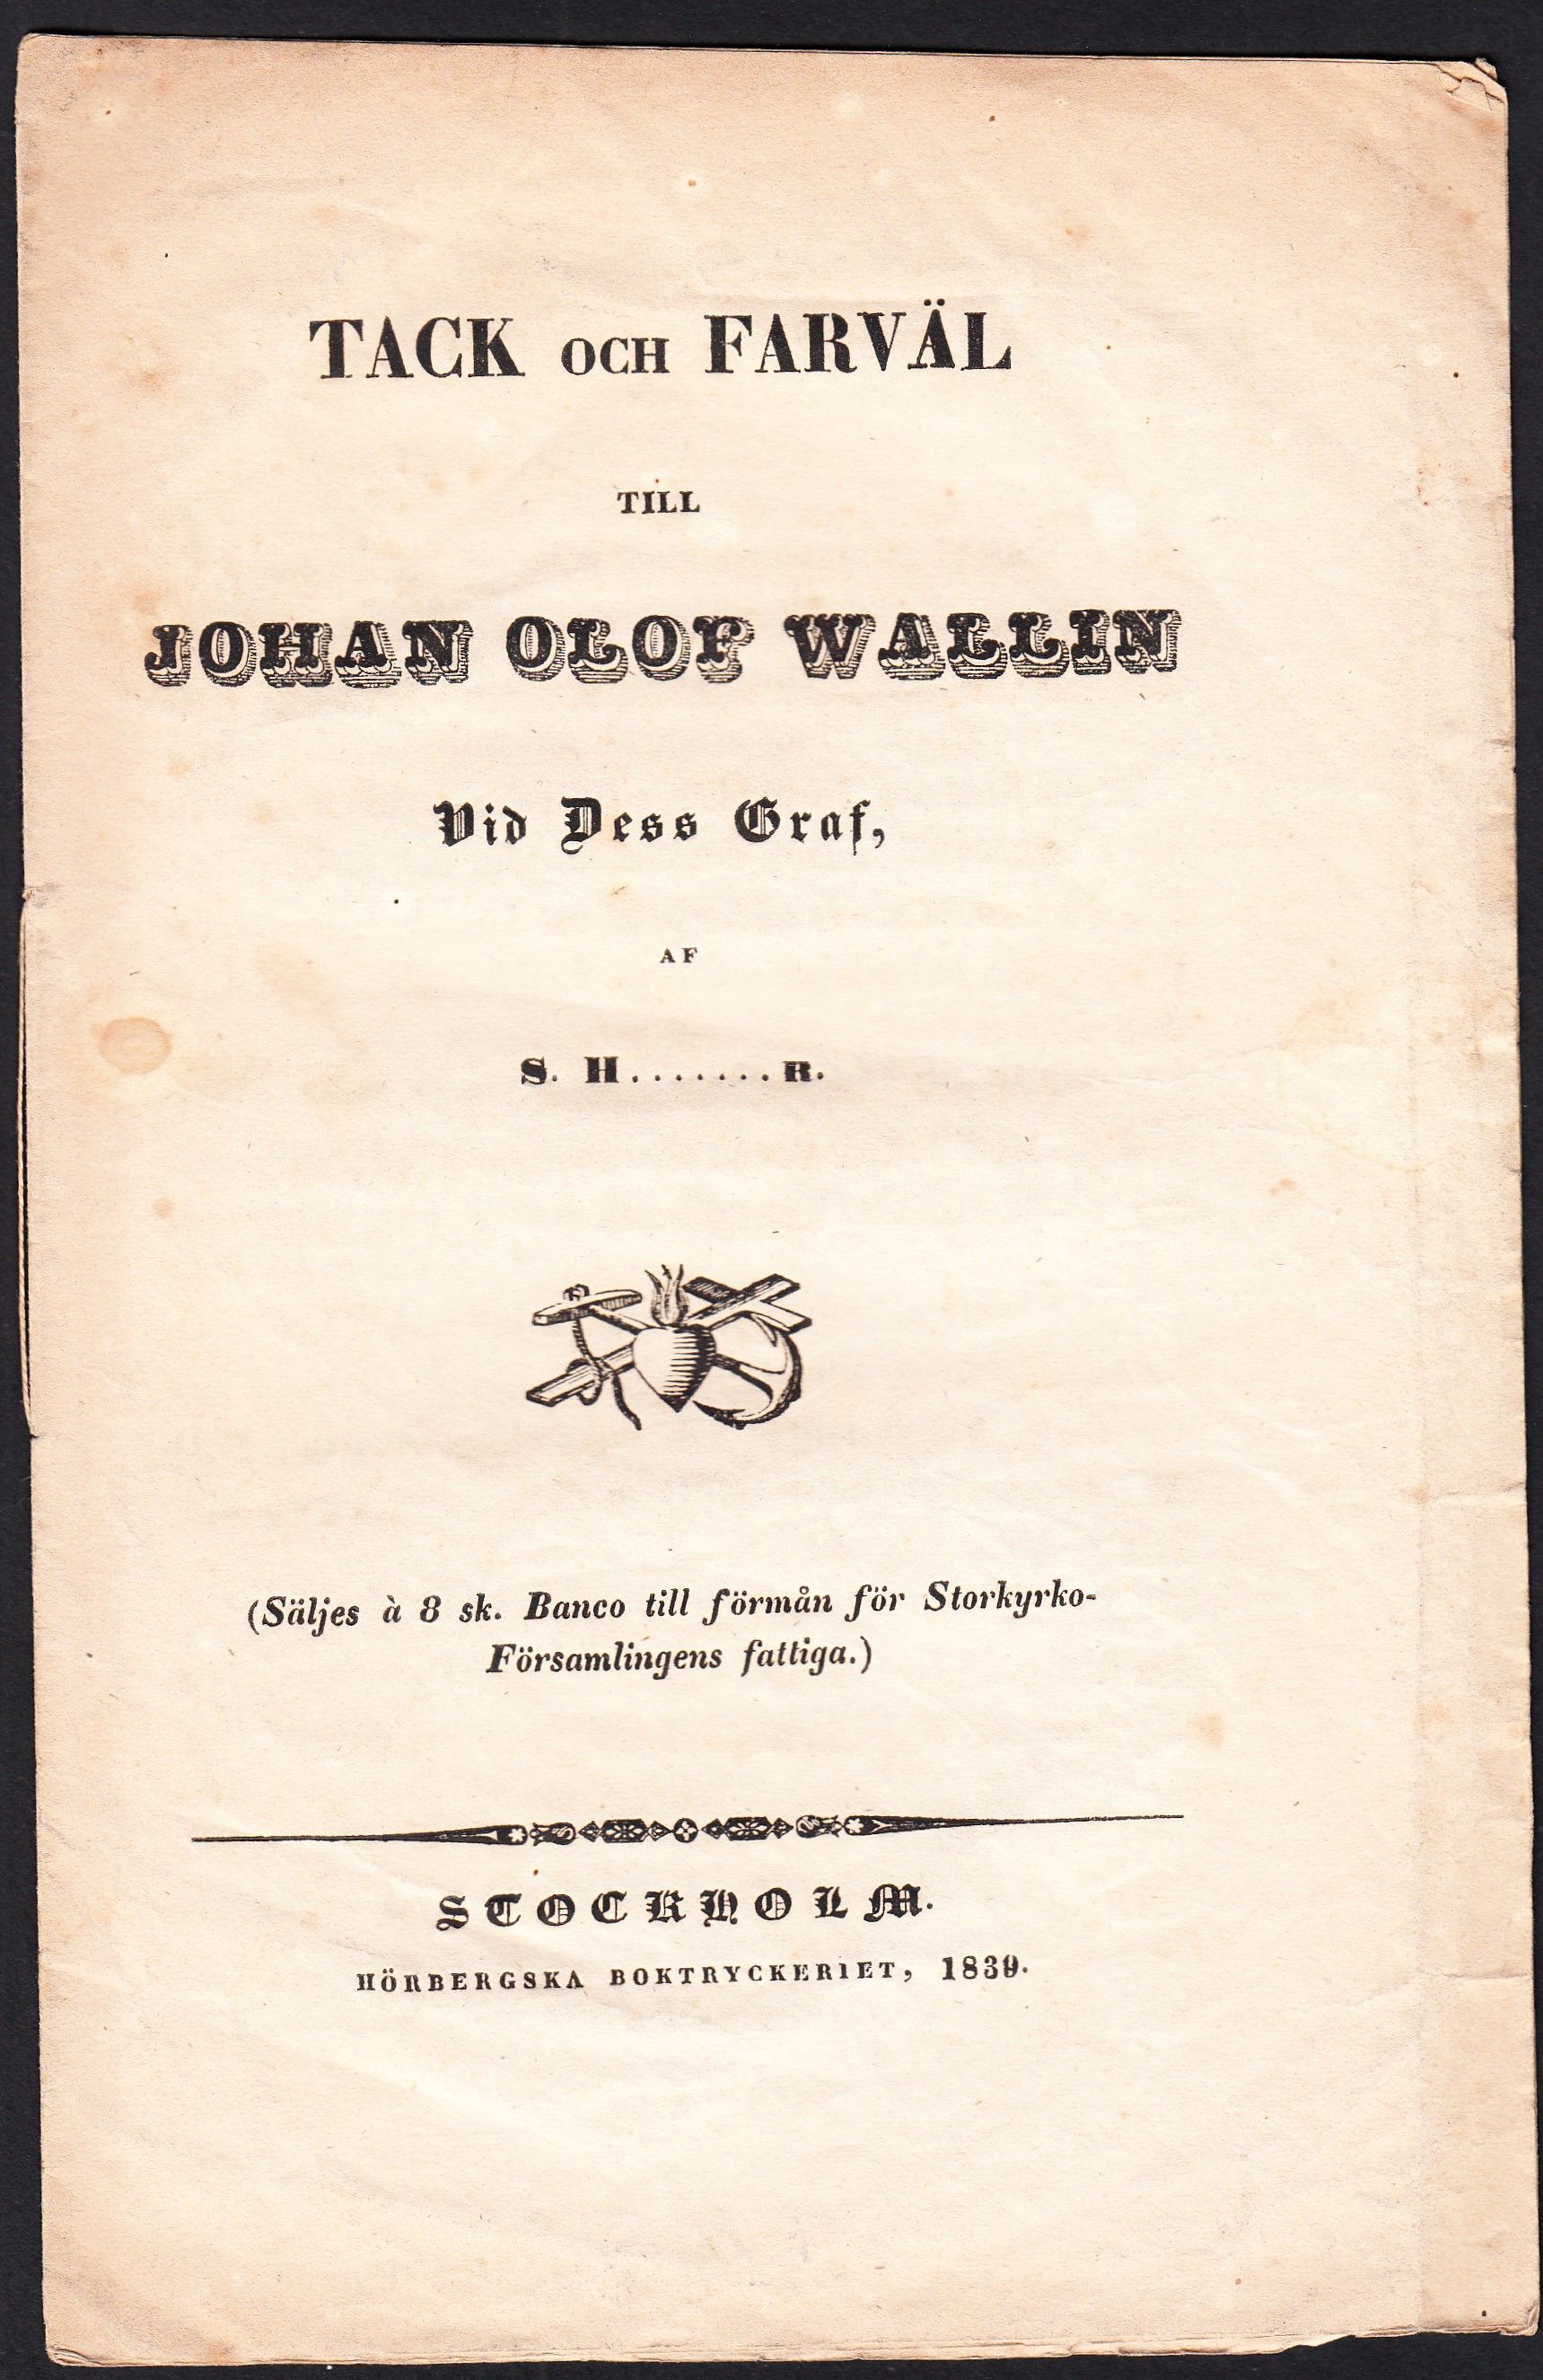 TACK OCH FARVÄL
TILL
JOHAN OLOF WALLIN
Vid Dess Graf,
AF
S. H.......R.
(Säljes à 8 sk. Banco till förmån för Storkyrko-
Församlingens fattiga.)
STOCKHOLM.
HÖRBERGSKA BOKTRYCKERIET, 1839.